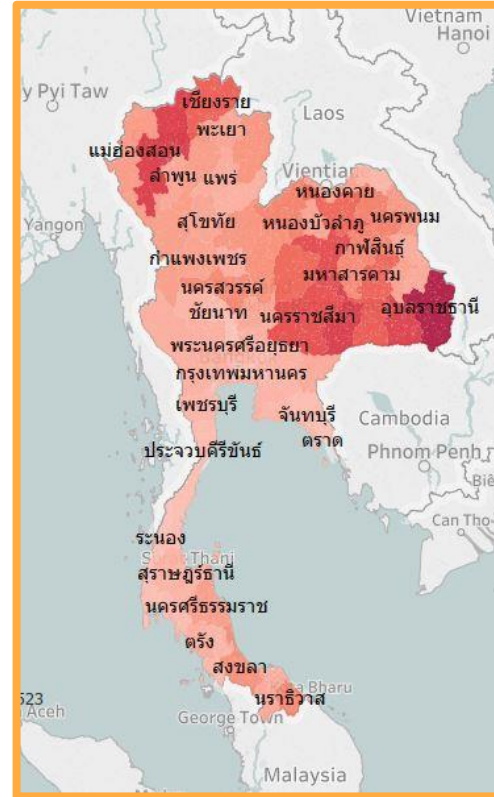 Vietnam
Hanoi
y Pyi Taw
เชียงราย
Laos
พะเยา
แม่ฮ่องสอน
ลำพูน แพร่
Vientian
หนองคาย
สุโขทัย
หนองบัวลำภู นครพนม
Yangon
กาฬสินธุ์
กำแพงเพชร
มหาสารคาม
นครสวรรค์
อุบลราชธานี
ชัยนาท นครราชสีมา
พระนครศรีอยุธยา
กรุงเทพมหานคร
เพชรบุรี
จันทบุรี
Cambodia
ตราด
ประจวบคีรีขันธ์
Phnom Penh
Biê
Can Tho
ระนอง
Surat Thani
สุราษฎร์ธานี
นครศรีธรรมราช
ตรัง
สงขลา
นราธิวาส
Bharu
523
Aceh
George Town
Malaysia